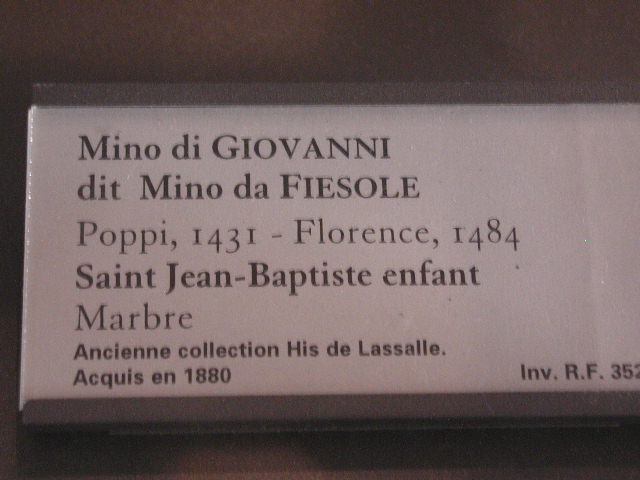 Mino di GIOVANNI
dit Mino da FIESOLE
Poppi, 1431 - Florence, 1484
Saint Jean-Baptiste enfant
Marbre
Ancienne collection His de Lassalle.
Acquis en 1880
Inv. R.F. 352